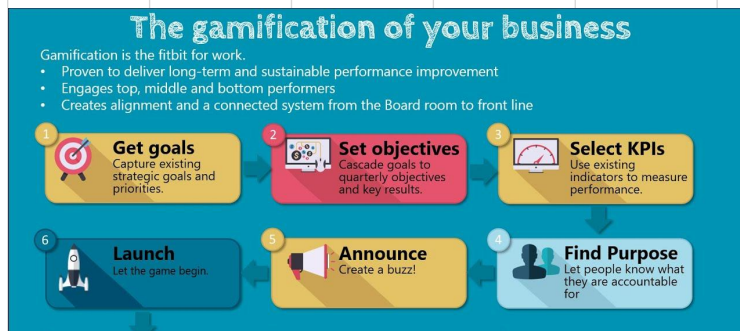 The gamification of your business
Gamification is the fitbit for work.
• Proven to deliver long-term and sustainable performance improvement
• Engages top, middle and bottom performers
• Creates alignment and a connected system from the Board room to front line
1
Get goals
Capture existing
strategic goals and
priorities.
2
Set objectives
Cascade goals to
quarterly objectives
and key results.
3
Select KPIs
Use existing
indicators to measure
performance.
4
Find Purpose
Let people know what
they are accountable
for
5
Announce
Create a buzz!
6
Launch
Let the game begin.